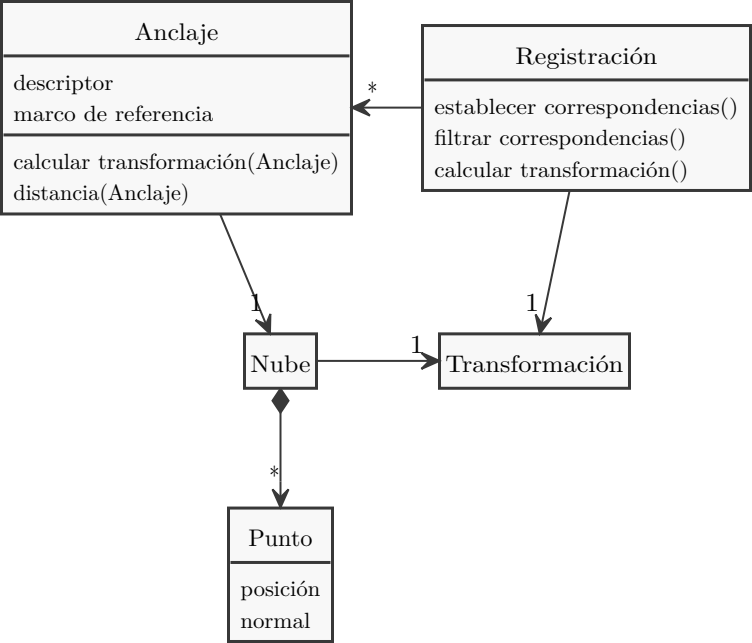 Anclaje
descriptor
marco de referencia
calcular transformación(Anclaje)
distancia(Anclaje)
*
Registración
establecer correspondencias()
filtrar correspondencias()
calcular transformación()
1
1
Nube
1
Transformación
*
Punto
posición
normal